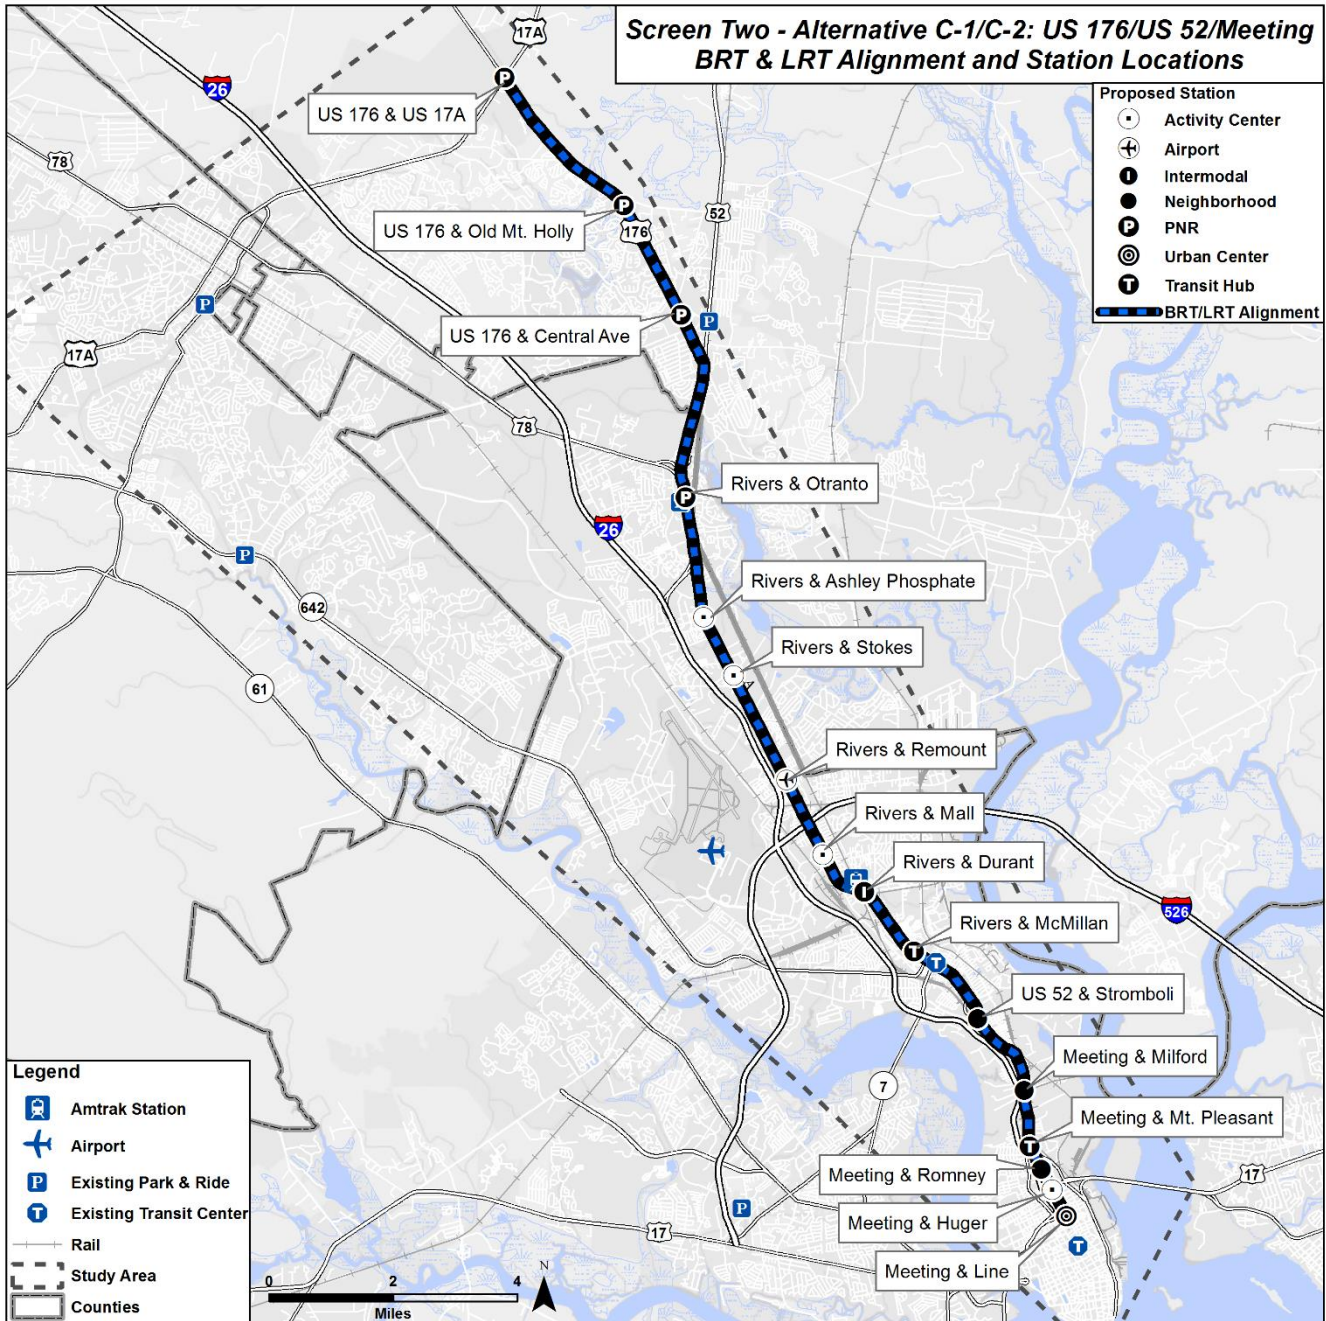 Screen Two - Alternative C-1/C-2: US 176/US 52/Meeting
BRT & LRT Alignment and Station Locations
Proposed Station
Activity Center
Airport
I Intermodal
Neighborhood
P PNR
Urban Center
T Transit Hub
BRT/LRT Alignment
17A
26
P
US 176 & US 17A
78
52
P
US 176 & Old Mt. Holly
176
P
P
P
US 176 & Central Ave
17A
78
Rivers & Otranto
P
P
26
P
Rivers & Ashley Phosphate
642
Rivers & Stokes
61
Rivers & Remount
Rivers & Mall
Rivers & Durant
I
526
Rivers & McMillan
T
T
US 52 & Stromboli
Meeting & Milford
7
Meeting & Mt. Pleasant
T
Meeting & Romney
17
P
Meeting & Huger
17
T
Meeting & Line
Legend
Amtrak Station
Airport
P Existing Park & Ride
T Existing Transit Center
Rail
Study Area
Counties
0 2 4
Miles
N